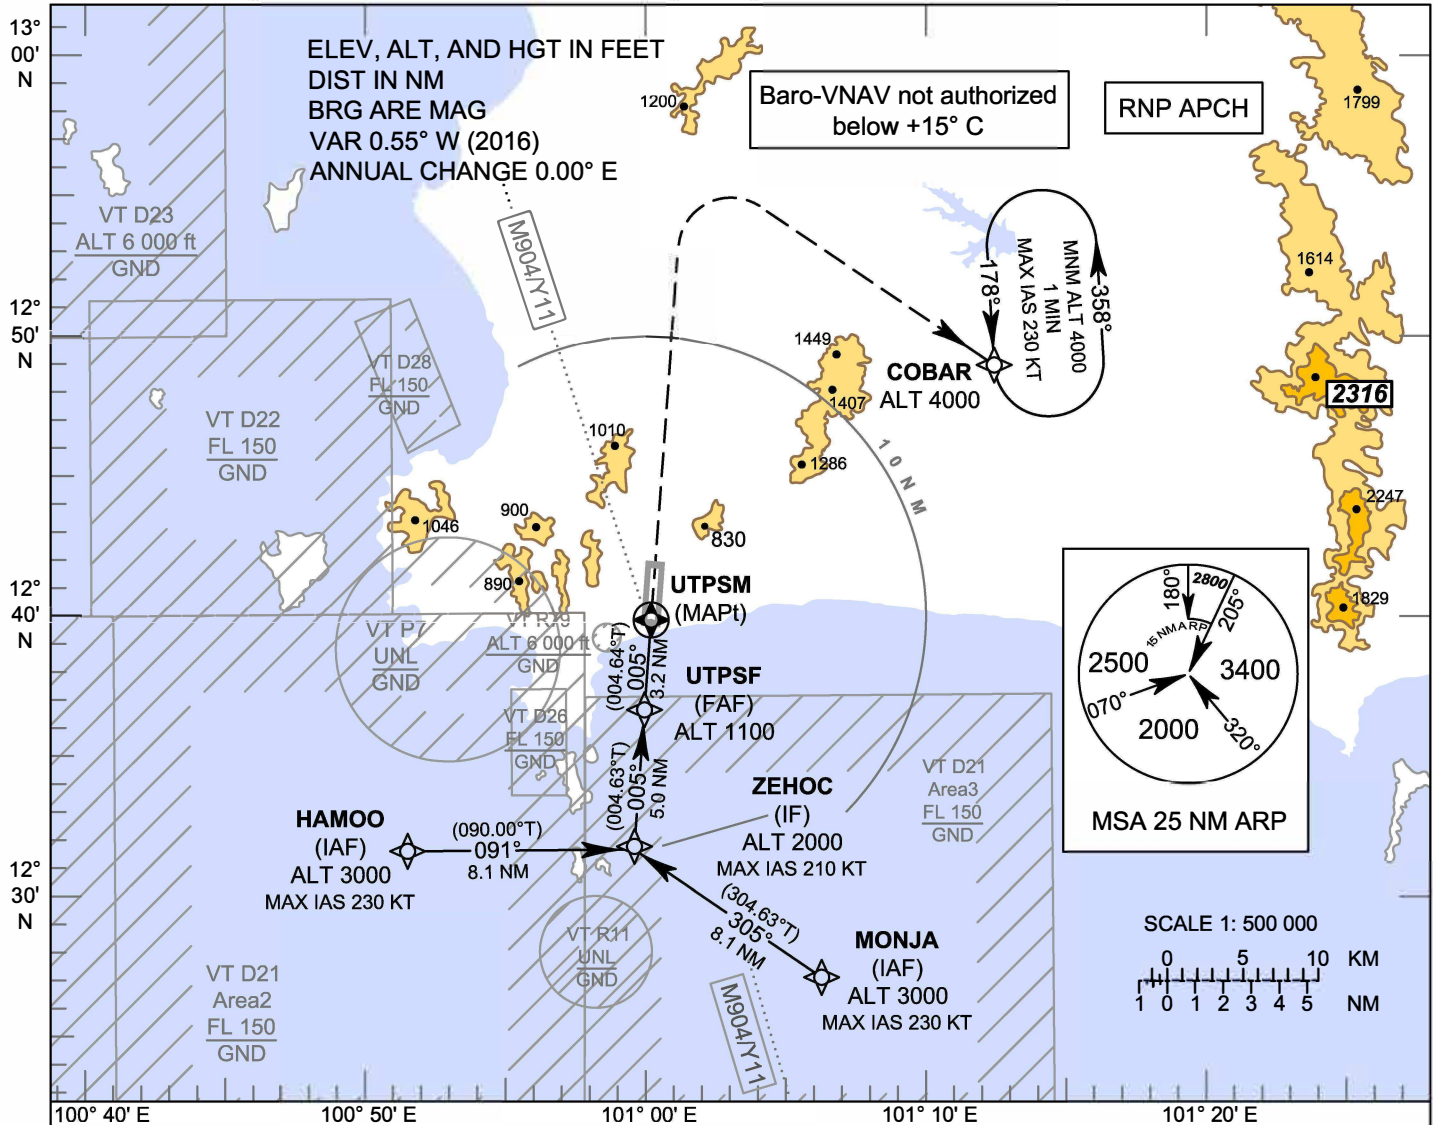 13°
00'
N
ELEV, ALT, AND HGT IN FEET
DIST IN NM
BRG ARE MAG
VAR 0.55° W (2016)
ANNUAL CHANGE 0.00° E
1200
Baro-VNAV not authorized
below +15° C
RNP APCH
1799
VT D23
ALT 6 000 ft
GND
M904/Y11
178°
MAX IAS 230 KT
1 MIN
MNM ALT 4000
358°
1614
12°
50'
N
VT D28
FL 150
GND
1449
1407
COBAR
ALT 4000
2316
VT D22
FL 150
GND
1010
1286
10NM
900
1046
830
2247
890
12°
40'
N
UTPSM
(MAPt)
1829
VT P7
UNL
GND
VT R19
ALT 6 000 ft
GND
(004.64°T)
005°
3.2 NM
UTPSF
(FAF)
ALT 1100
180°
2800
205°
15 NM ARP
2500
3400
070°
2000
320°
MSA 25 NM ARP
VT D26
FL 150
GND
(004.63°T)
005°
5.0 NM
ZEHOC
(IF)
ALT 2000
MAX IAS 210 KT
VT D21
Area3
FL 150
GND
HAMOO
(IAF)
ALT 3000
MAX IAS 230 KT
(090.00°T)
091°
8.1 NM
12°
30'
N
(304.63°T)
305°
8.1 NM
MONJA
(IAF)
ALT 3000
MAX IAS 230 KT
VT R11
UNL
GND
VT D21
Area2
FL 150
GND
M904/Y11
SCALE 1: 500 000
0 5 10 KM
1 0 1 2 3 4 5 NM
100° 40' E
100° 50' E
101° 00' E
101° 10' E
101° 20' E